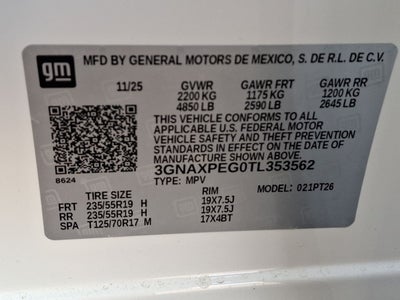 gm
MFD BY GENERAL MOTORS DE MEXICO, S. DE R.L. DE C.V.
11/25 GVWR GAWR FRT GAWR RR
2200 KG 1175 KG 1200 KG
4850 LB 2590 LB 2645 LB
THIS VEHICLE CONFORMS TO ALL
APPLICABLE U.S. FEDERAL MOTOR
VEHICLE SAFETY AND THEFT PREVENTION
STANDARDS IN EFFECT ON THE DATE OF
MANUFACTURE SHOWN ABOVE.
3GNAXPEG0TL353562
8624 TYPE: MPV
TIRE SIZE RIM MODEL: 021PT26
FRT 235/55R19 H 19X7.5J
RR 235/55R19 H 19X7.5J
SPA T125/70R17 M 17X4BT